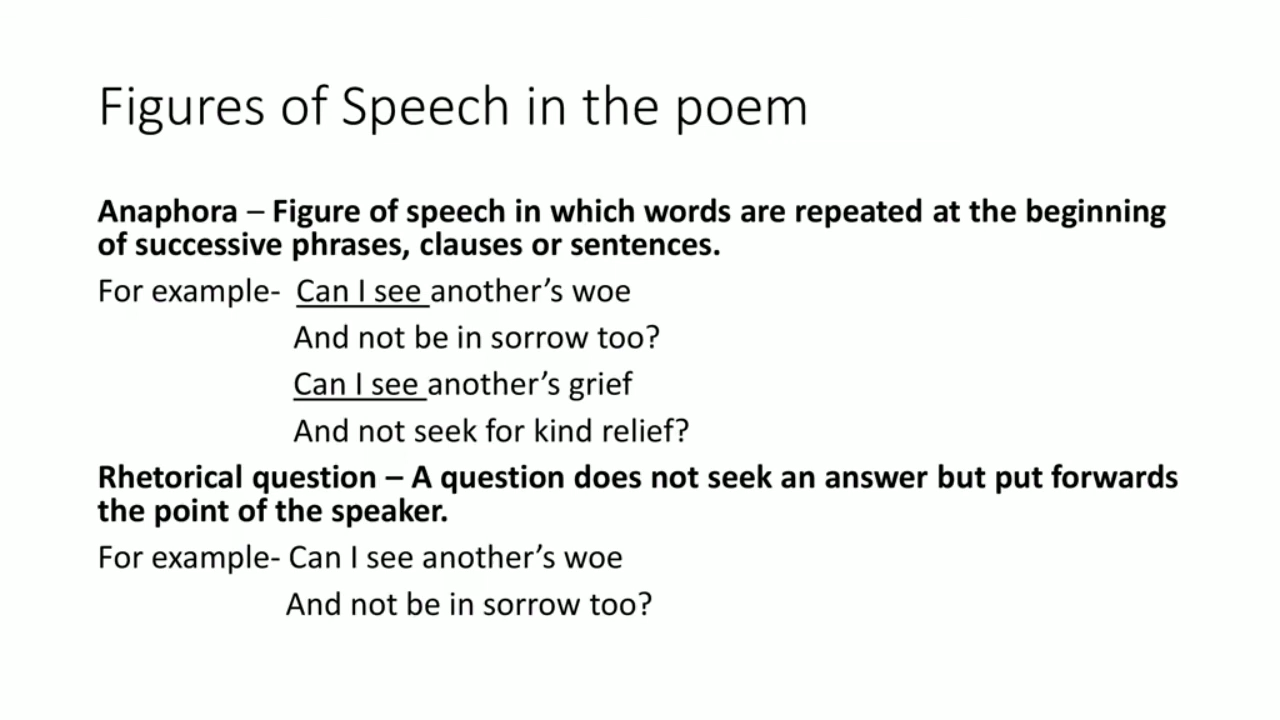 Figures of Speech in the poem
Anaphora – Figure of speech in which words are repeated at the beginning
of successive phrases, clauses or sentences.
For example- Can I see another’s woe
And not be in sorrow too?
Can I see another’s grief
And not seek for kind relief?
Rhetorical question – A question does not seek an answer but put forwards
the point of the speaker.
For example- Can I see another’s woe
And not be in sorrow too?